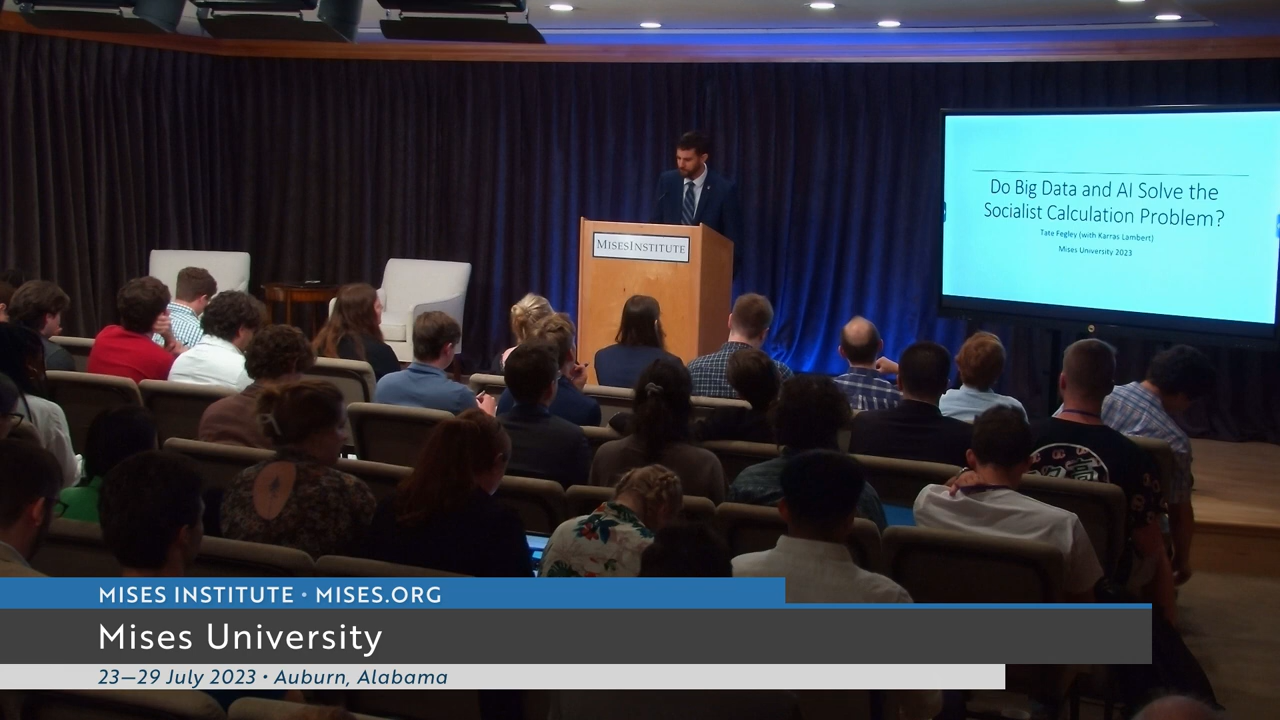 MISESINSTITUTE
Do Big Data and AI Solve the
Socialist Calculation Problem?
Tate Fegley (with Karras Lambert)
Mises University 2023
MISES INSTITUTE • MISES.ORG
Mises University
23—29 July 2023 • Auburn, Alabama